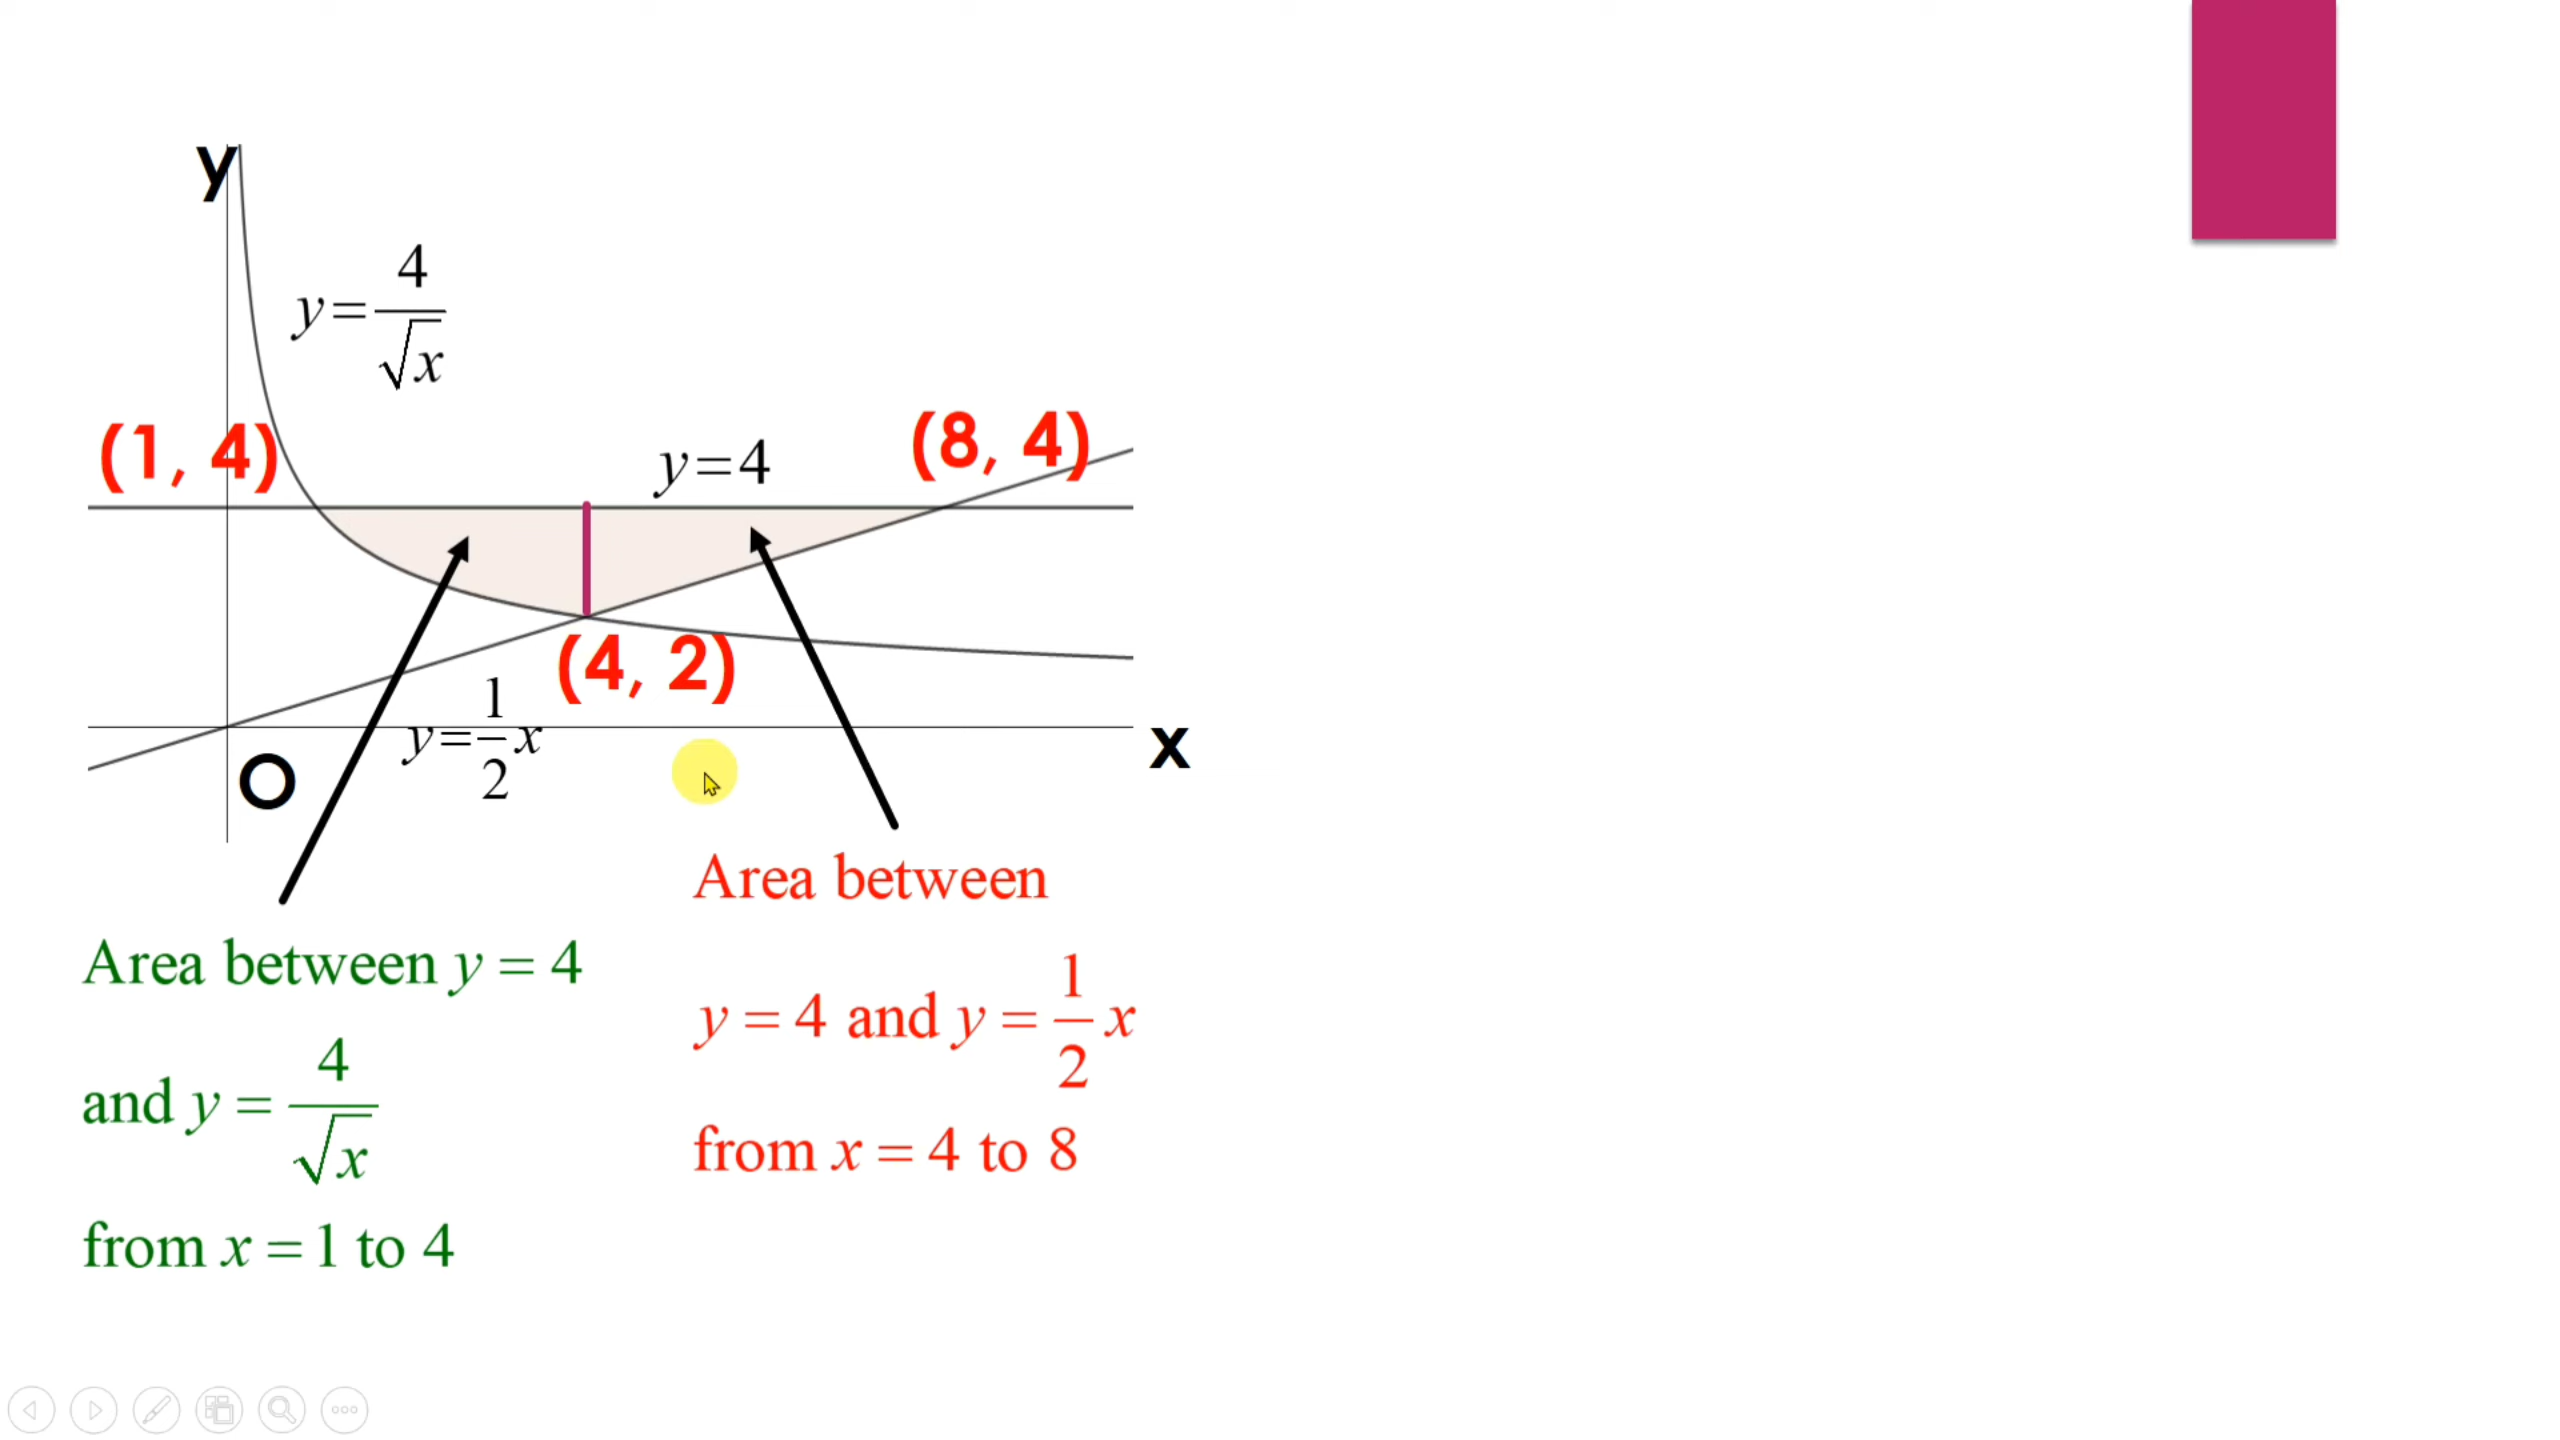 y
y = 4/√x
(1, 4)
y = 4
(8, 4)
(4, 2)
y = 1/2 x
x
O
Area between y = 4
and y = 4/√x
from x = 1 to 4
Area between
y = 4 and y = 1/2 x
from x = 4 to 8